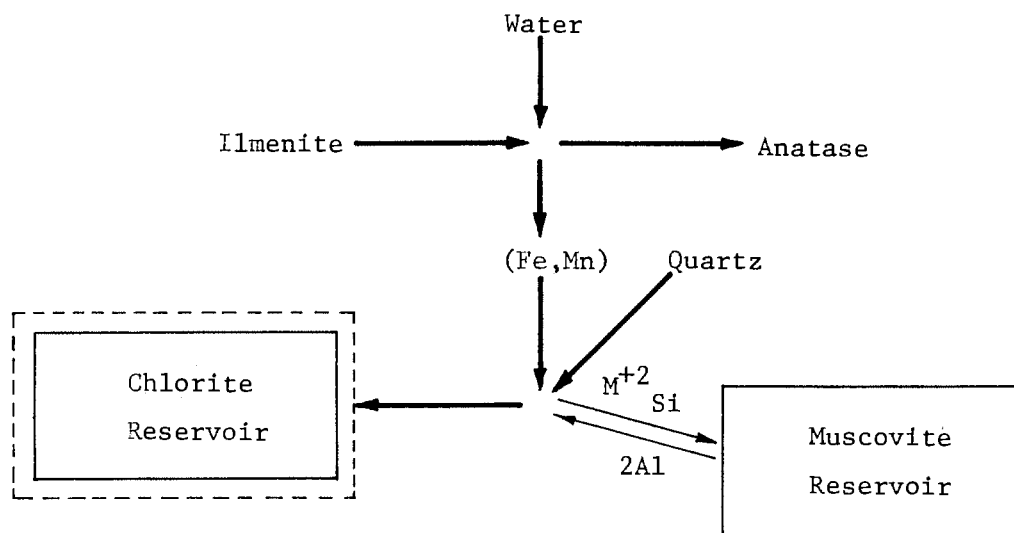 Water
Ilmenite
Anatase
(Fe,Mn)
Quartz
Chlorite
Reservoir
M+2
Si
2Al
Muscovite
Reservoir